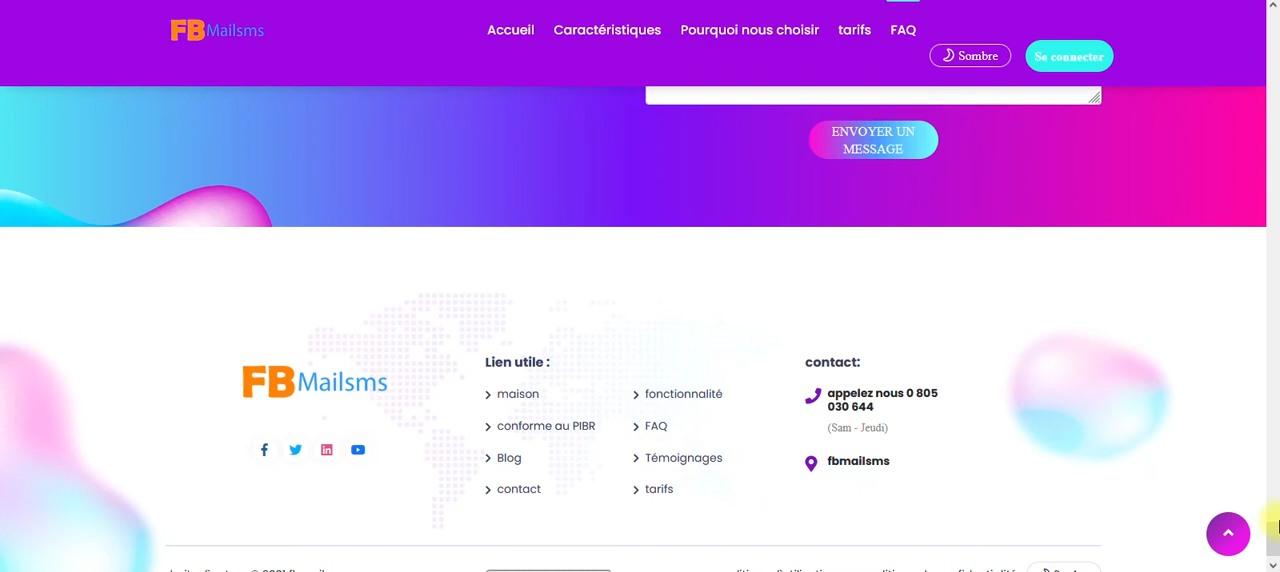 FBMailsms
Accueil
Caractéristiques
Pourquoi nous choisir
tarifs
FAQ
Sombre
Se connecter
ENVOYER UN
MESSAGE
FBMailsms
Lien utile :
maison
conforme au PIBR
Blog
contact
fonctionnalité
FAQ
Témoignages
tarifs
contact:
appelez nous 0 805
030 644
(Sam - Jeudi)
fbmailsms